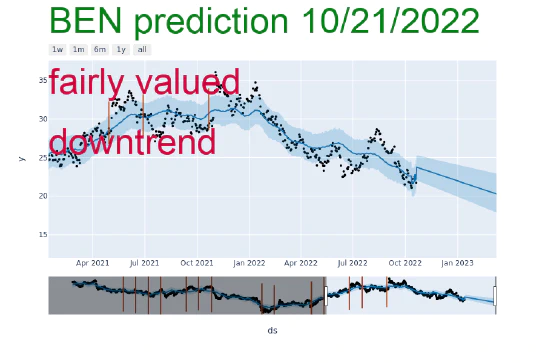 BEN prediction 10/21/2022
1w 1m 6m 1y all
fairly valued
downtrend
35
30
25
20
15
y
Apr 2021 Jul 2021 Oct 2021 Jan 2022 Apr 2022 Jul 2022 Oct 2022 Jan 2023
ds